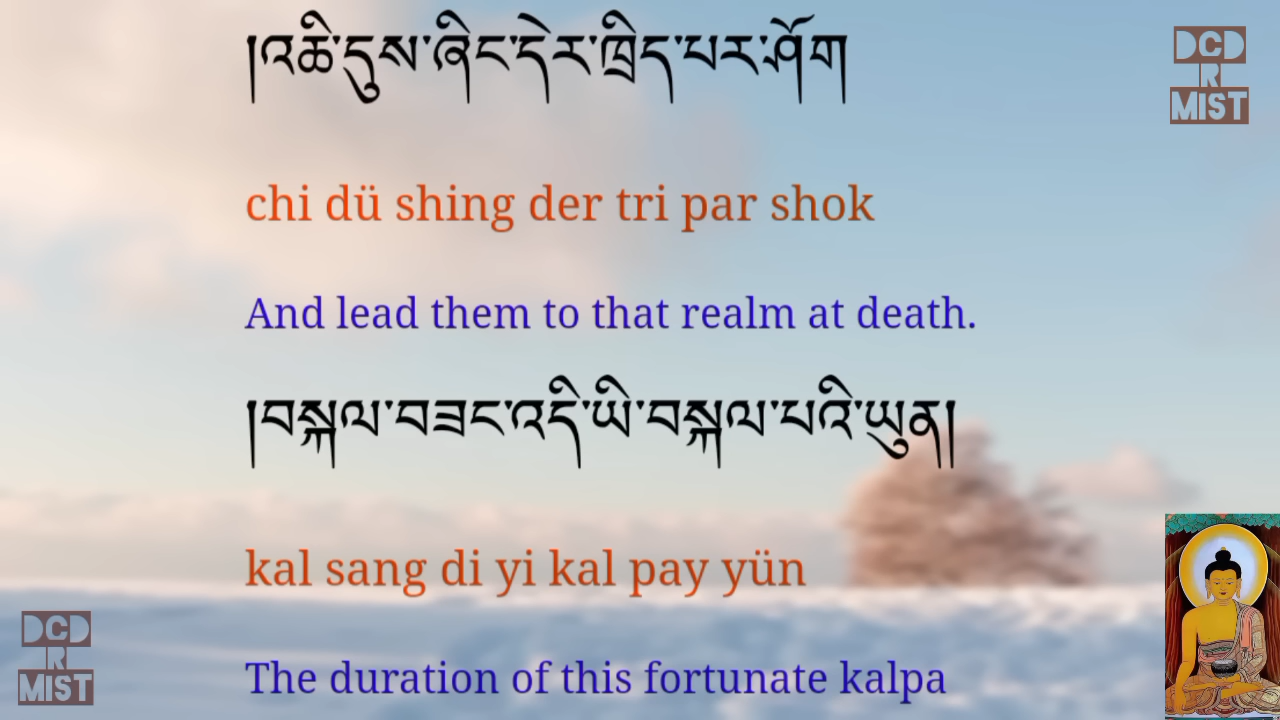 །འཆི་དུས་ཞིང་དེར་ཁྲིད་པར་ཤོག
chi dü shing der tri par shok
And lead them to that realm at death.
།བསྐལ་བཟང་འདི་ཡི་བསྐལ་པའི་ཡུན།
kal sang di yi kal pay yün
The duration of this fortunate kalpa
DCD
R
MIST
DCD
R
MIST